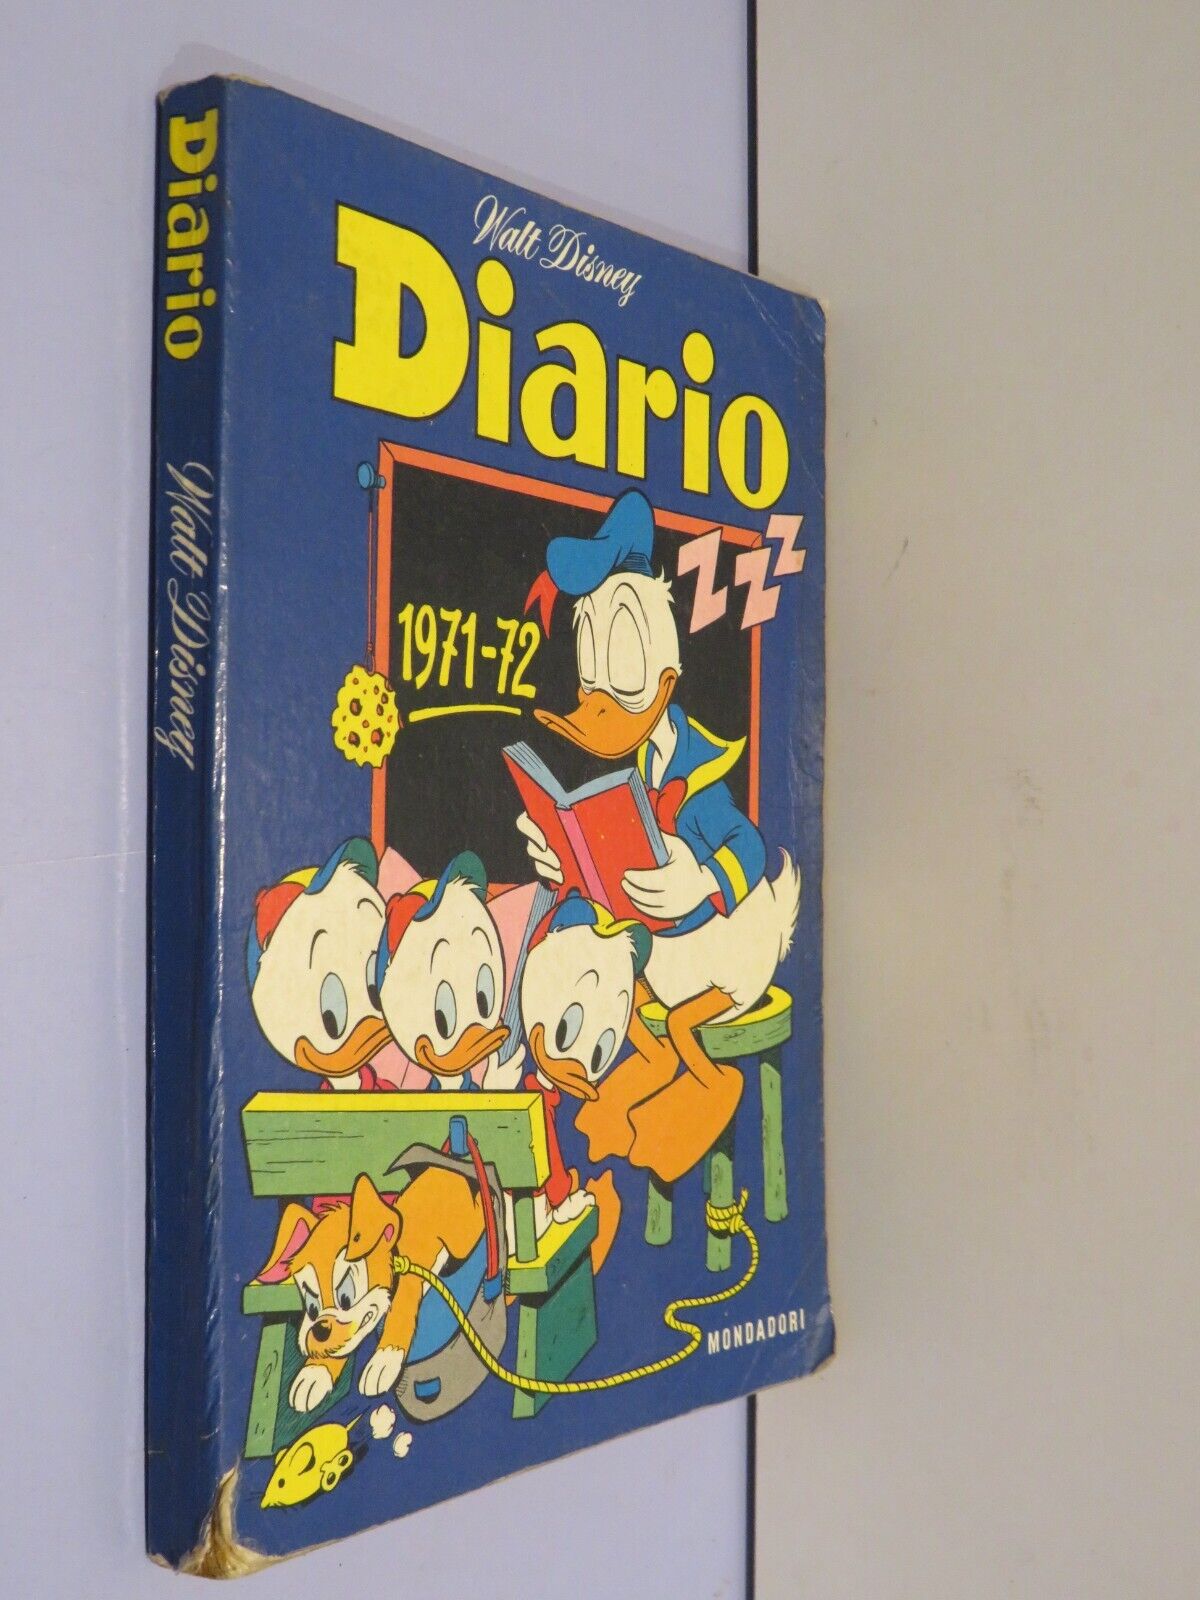 Diario
Walt Disney
Walt Disney
Diario
ZZZ
1971-72
MONDADORI